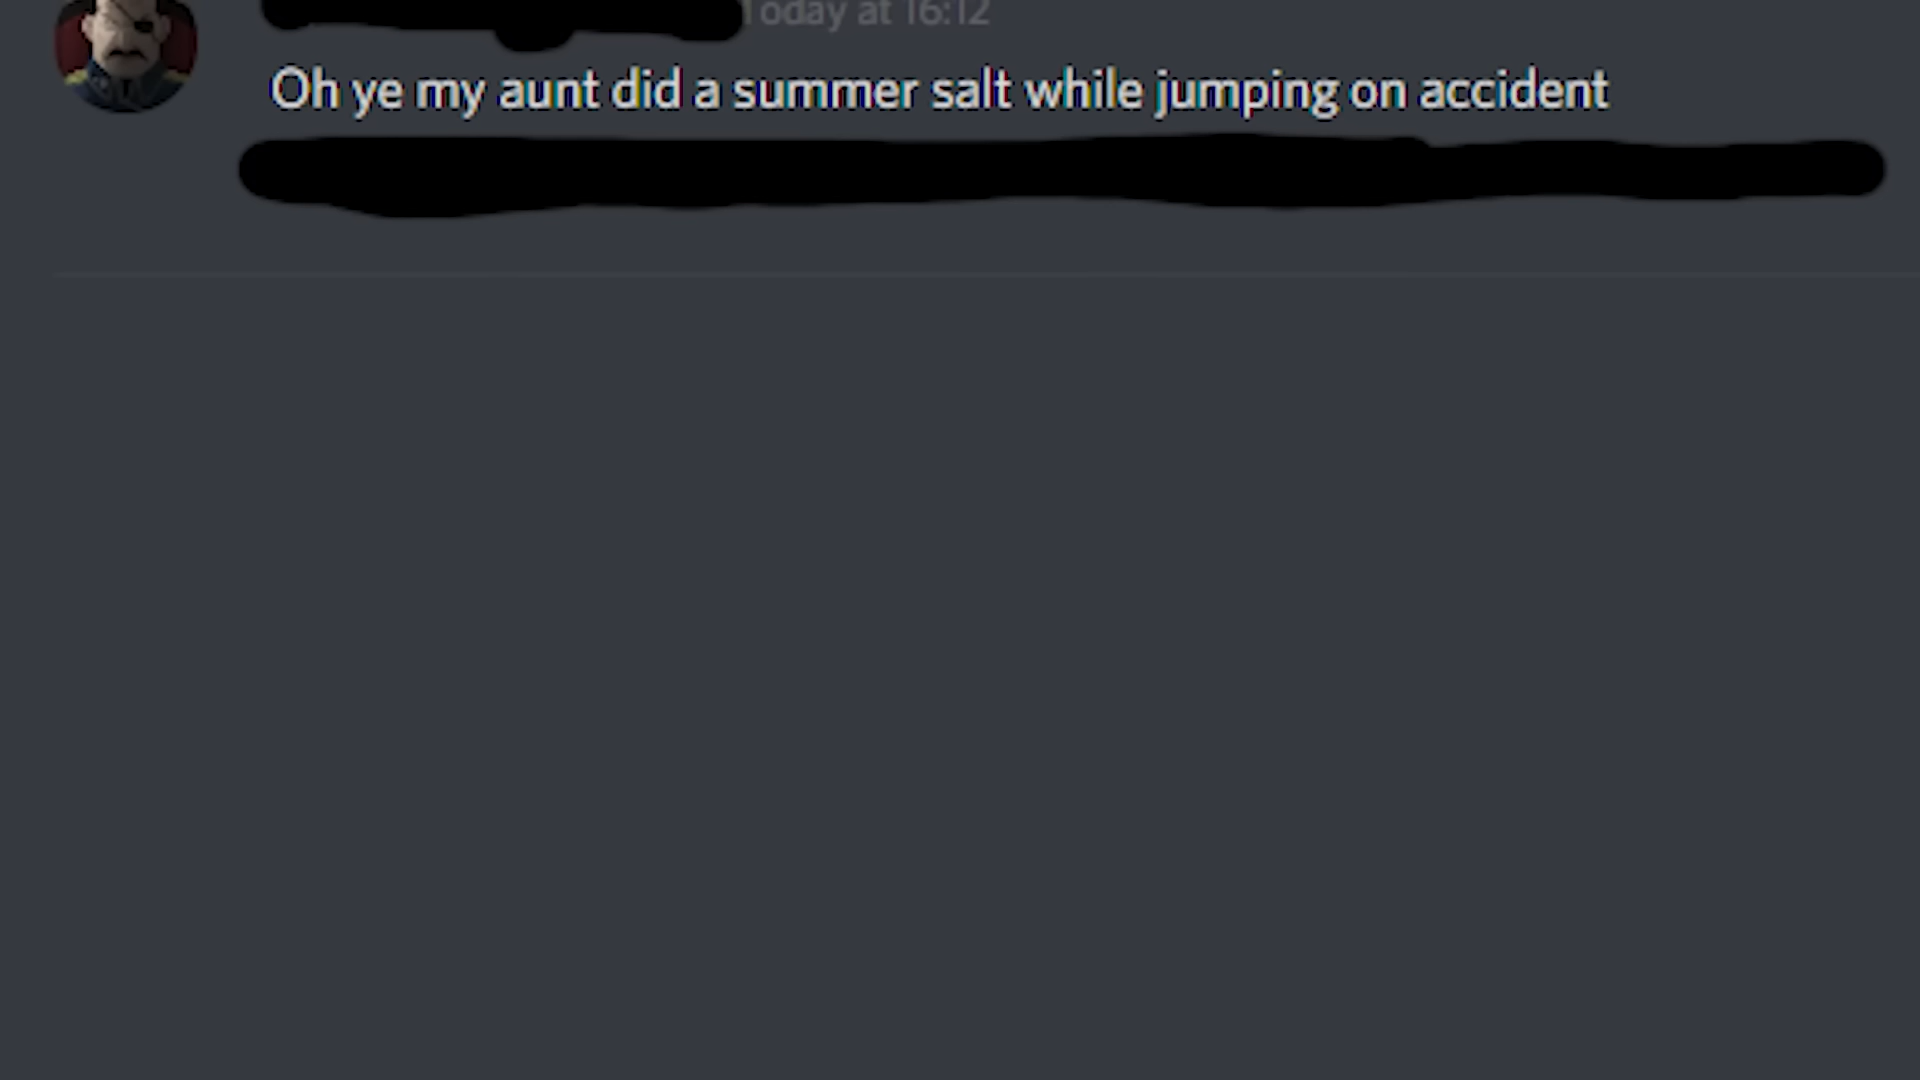 Today at 16:12
Oh ye my aunt did a summer salt while jumping on accident